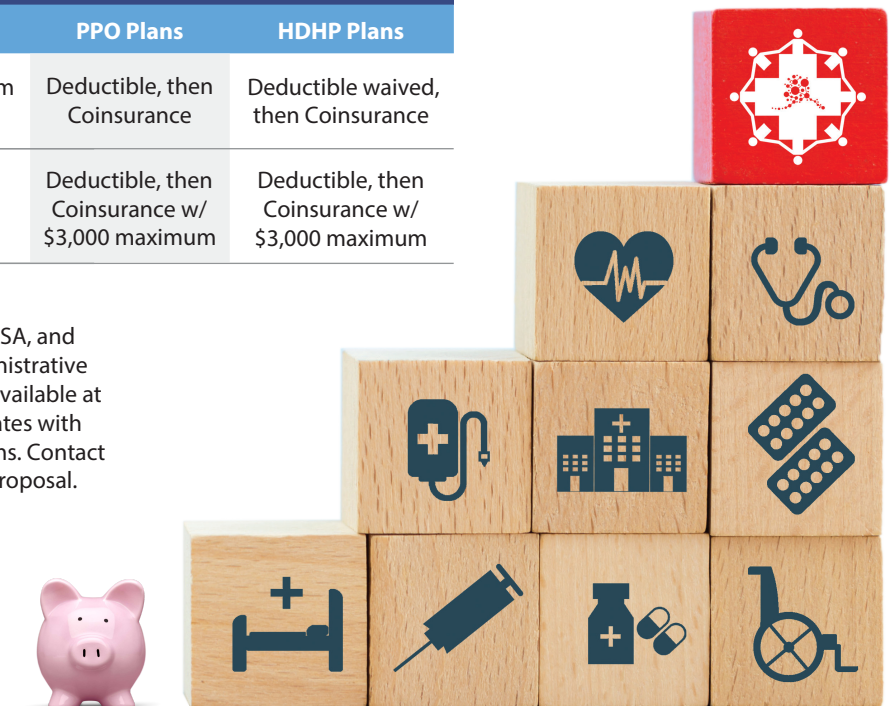 PPO Plans HDHP Plans
m Deductible, then Deductible waived,
Coinsurance then Coinsurance
Deductible, then Deductible, then
Coinsurance w/ Coinsurance w/
$3,000 maximum $3,000 maximum
SA, and
nistrative
vailable at
tes with
ns. Contact
roposal.